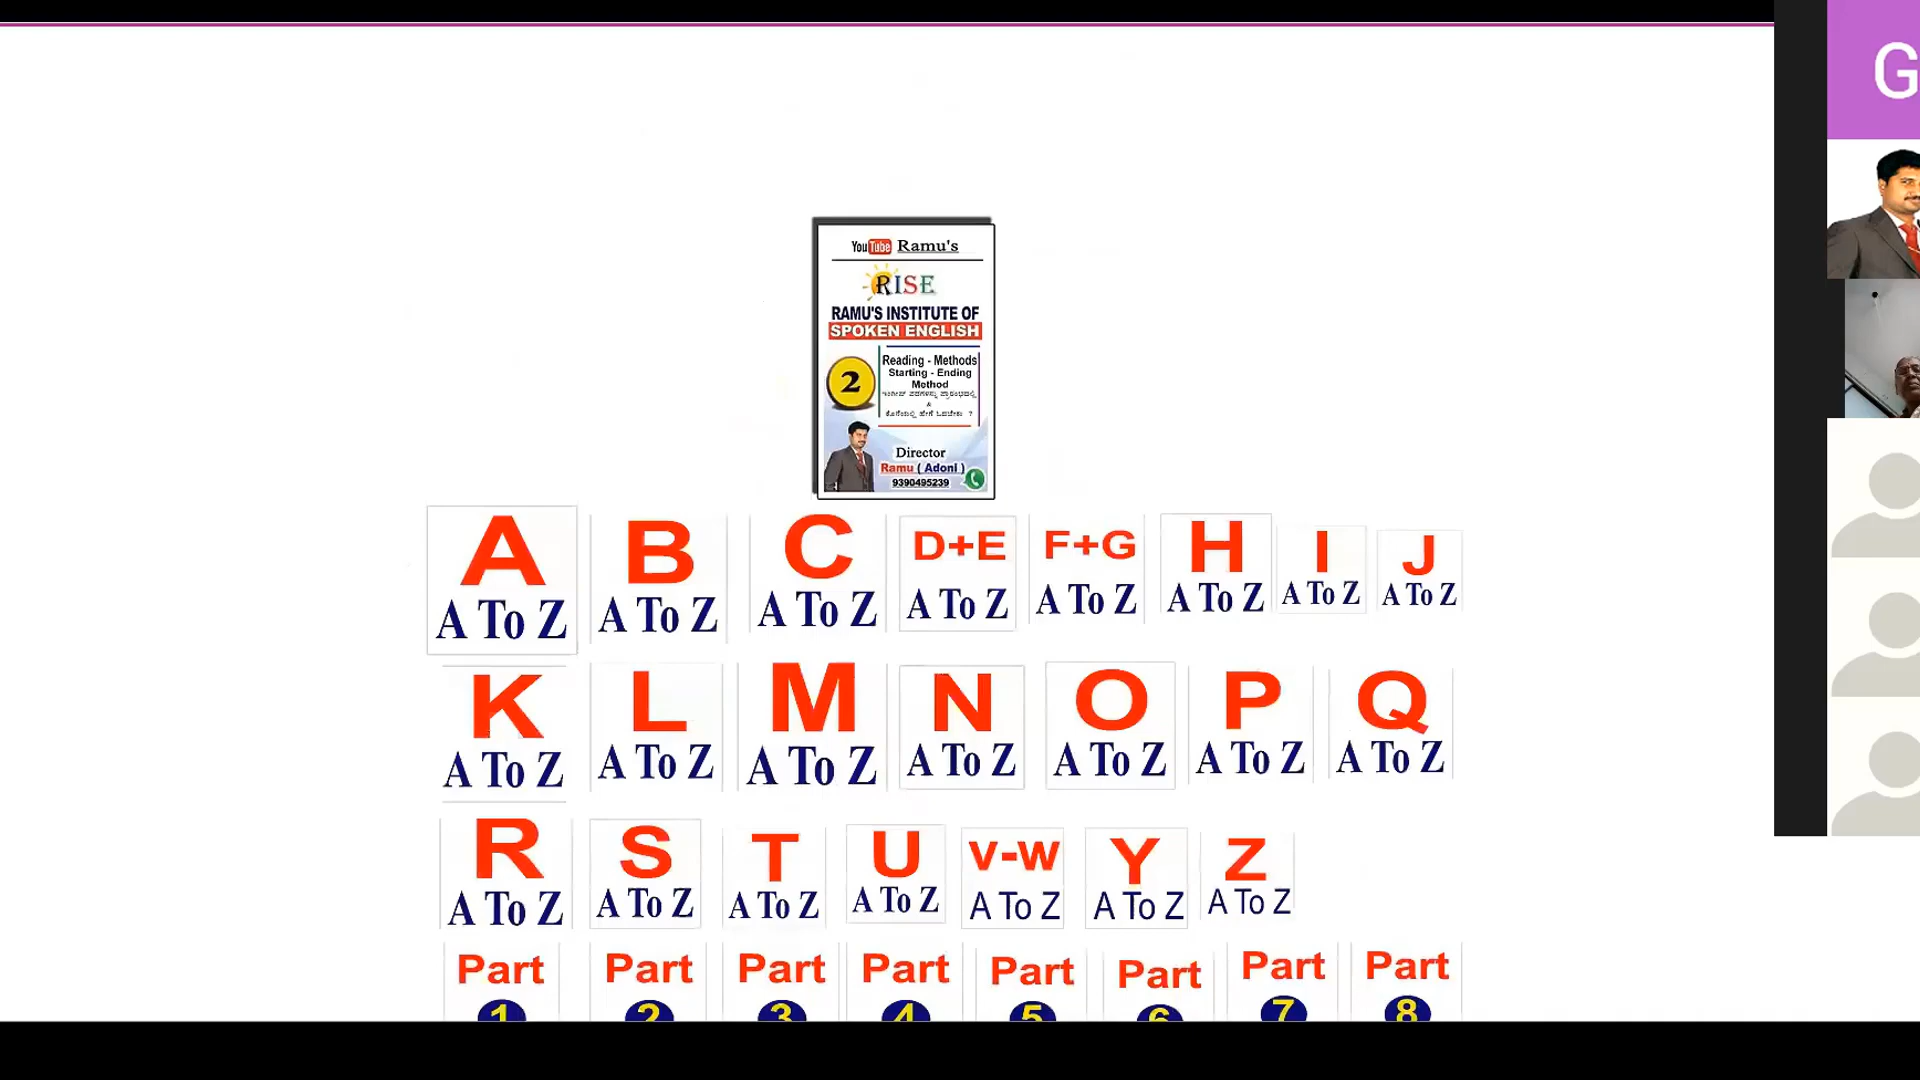 G
YouTube Ramu's
RISE
RAMU'S INSTITUTE OF
SPOKEN ENGLISH
2
Reading - Methods
Starting - Ending
Method
&
Director
Ramu ( Adoni )
9390495239
A B C D+E F+G H I J
A To Z A To Z A To Z A To Z A To Z A To Z A To Z A To Z
K L M N O P Q
A To Z A To Z A To Z A To Z A To Z A To Z A To Z
R S T U V-W Y Z
A To Z A To Z A To Z A To Z A To Z A To Z A To Z
Part Part Part Part Part Part Part Part
1 2 3 4 5 6 7 8